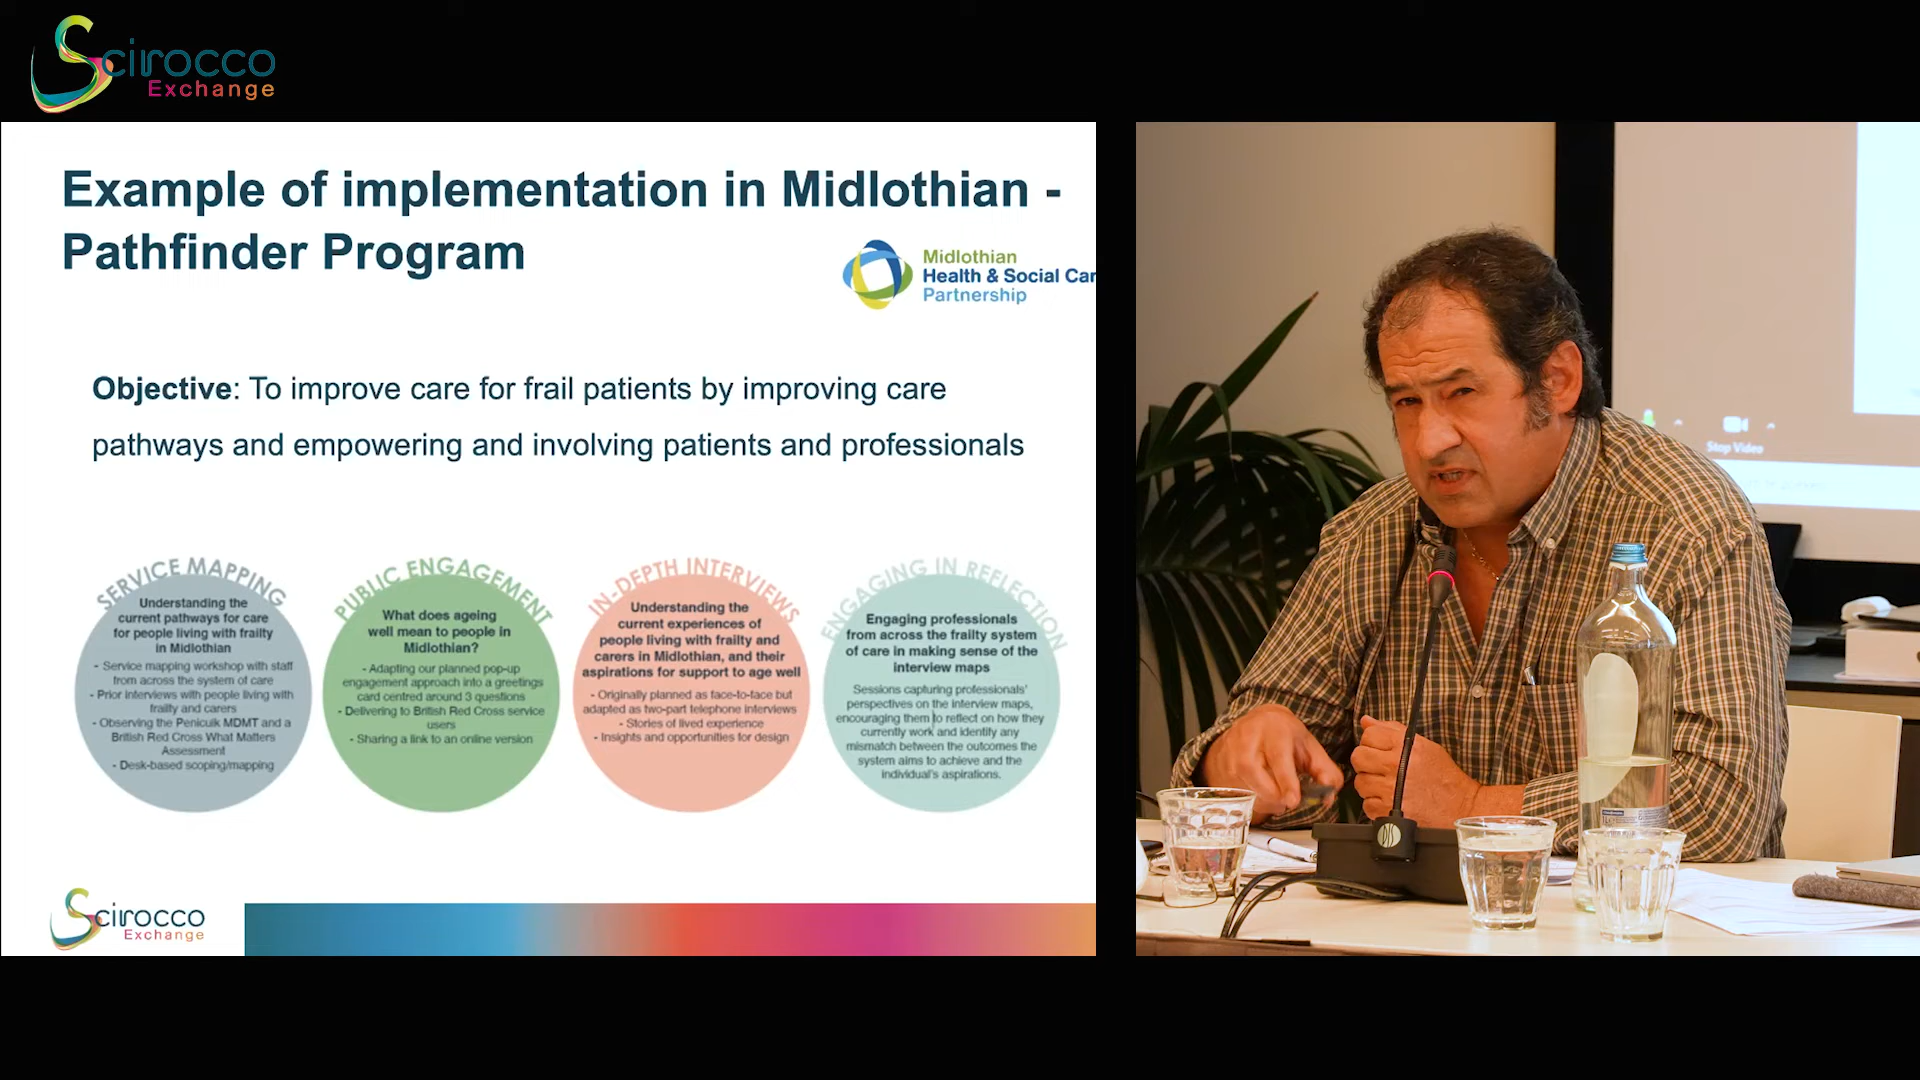 Scirocco
Exchange
Example of implementation in Midlothian -
Pathfinder Program
Midlothian
Health & Social Car
Partnership
Objective: To improve care for frail patients by improving care
pathways and empowering and involving patients and professionals
SERVICE MAPPING
Understanding the
current pathways for care
for people living with frailty
in Midlothian
- Service mapping workshop with staff
from across the system of care
- Prior interviews with people living with
frailty and carers
- Observing the Penicuik MDMT and a
British Red Cross What Matters
Assessment
- Desk-based scoping/mapping
PUBLIC ENGAGEMENT
What does ageing
well mean to people in
Midlothian?
- Adapting our planned pop-up
engagement approach into a greetings
card centred around 3 questions
- Delivering to British Red Cross service
users
- Sharing a link to an online version
IN-DEPTH INTERVIEWS
Understanding the
current experiences of
people living with frailty and
carers in Midlothian, and their
aspirations for support to age well
- Originally planned as face-to-face but
adapted as two-part telephone interviews
- Stories of lived experience
- Insights and opportunities for design
ENGAGING IN REFLECTION
Engaging professionals
from across the frailty system
of care in making sense of the
interview maps
Sessions capturing professionals'
perspectives on the interview maps,
encouraging them to reflect on how they
currently work and identify any
mismatch between the outcomes the
system aims to achieve and the
individual's aspirations.
Scirocco
Exchange
Stop Video
DIS